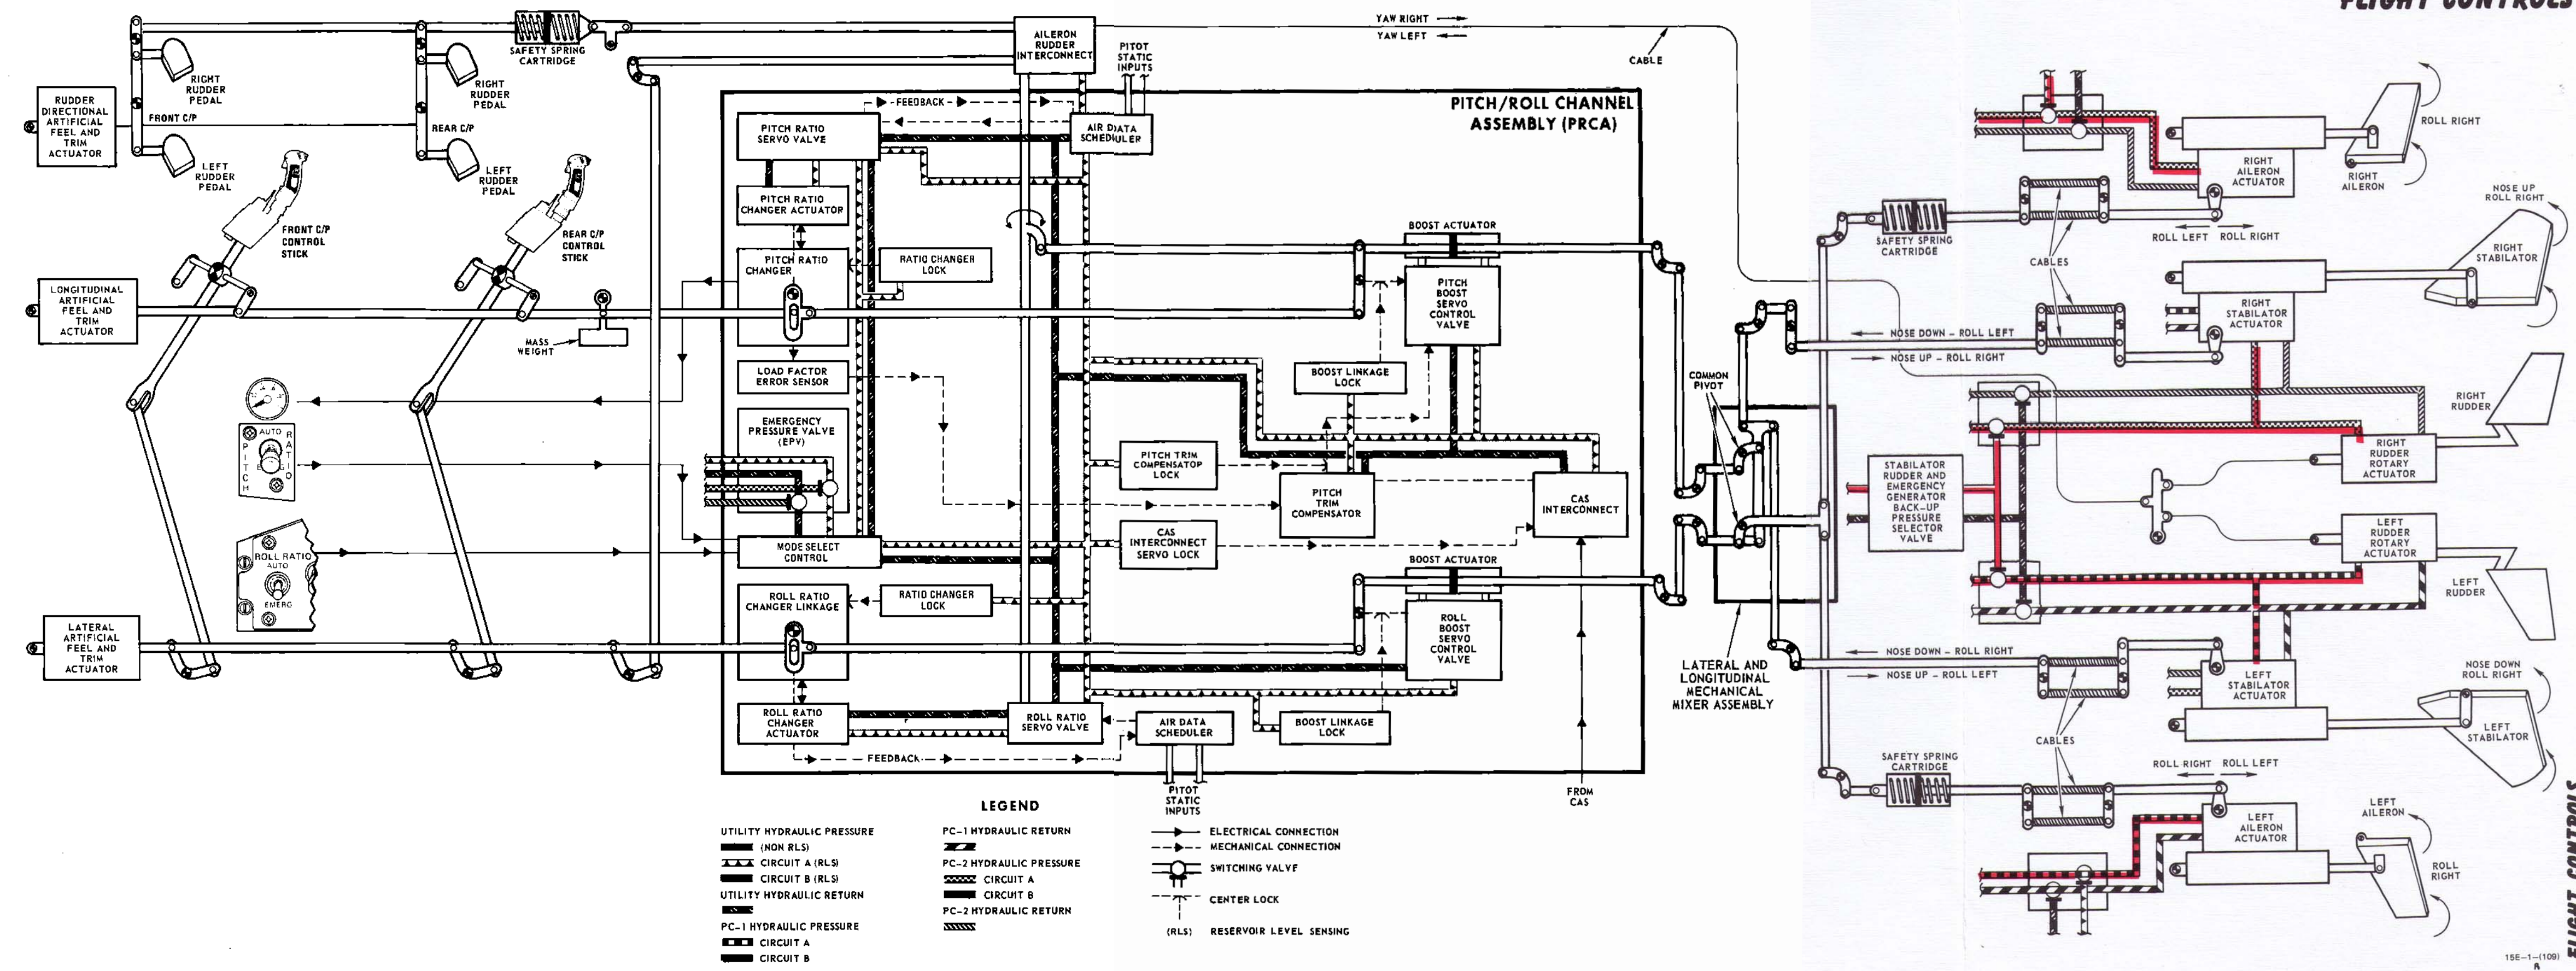 FLIGHT CONTROLS
YAW RIGHT
YAW LEFT
CABLE
SAFETY SPRING
CARTRIDGE
AILERON
RUDDER
INTERCONNECT
PITOT
STATIC
INPUTS
RIGHT
RUDDER
PEDAL
RIGHT
RUDDER
PEDAL
RUDDER
DIRECTIONAL
ARTIFICIAL
FEEL AND
TRIM
ACTUATOR
FRONT C/P
REAR C/P
LEFT
RUDDER
PEDAL
LEFT
RUDDER
PEDAL
FRONT C/P
CONTROL
STICK
REAR C/P
CONTROL
STICK
LONGITUDINAL
ARTIFICIAL
FEEL AND
TRIM
ACTUATOR
MASS
WEIGHT
AUTO
PITCH
RATIO
ROLL RATIO
AUTO
EMERG
LATERAL
ARTIFICIAL
FEEL AND
TRIM
ACTUATOR
PITCH/ROLL CHANNEL
ASSEMBLY (PRCA)
FEEDBACK
PITCH RATIO
SERVO VALVE
AIR DATA
SCHEDULER
PITCH RATIO
CHANGER ACTUATOR
PITCH RATIO
CHANGER
RATIO CHANGER
LOCK
LOAD FACTOR
ERROR SENSOR
EMERGENCY
PRESSURE VALVE
(EPV)
MODE SELECT
CONTROL
ROLL RATIO
CHANGER LINKAGE
RATIO CHANGER
LOCK
ROLL RATIO
CHANGER
ACTUATOR
ROLL RATIO
SERVO VALVE
AIR DATA
SCHEDULER
FEEDBACK
PITOT
STATIC
INPUTS
BOOST ACTUATOR
PITCH
BOOST
SERVO
CONTROL
VALVE
BOOST LINKAGE
LOCK
PITCH TRIM
COMPENSATOP
LOCK
PITCH
TRIM
COMPENSATOR
CAS
INTERCONNECT
CAS
INTERCONNECT
SERVO LOCK
BOOST ACTUATOR
ROLL
BOOST
SERVO
CONTROL
VALVE
BOOST LINKAGE
LOCK
FROM
CAS
COMMON
PIVOT
LATERAL AND
LONGITUDINAL
MECHANICAL
MIXER ASSEMBLY
RIGHT
AILERON
ACTUATOR
RIGHT
AILERON
ROLL RIGHT
SAFETY SPRING
CARTRIDGE
CABLES
ROLL LEFT ROLL RIGHT
NOSE UP
ROLL RIGHT
RIGHT
STABILATOR
RIGHT
STABILATOR
ACTUATOR
NOSE DOWN – ROLL LEFT
NOSE UP – ROLL RIGHT
RIGHT
RUDDER
RIGHT
RUDDER
ROTARY
ACTUATOR
STABILATOR
RUDDER AND
EMERGENCY
GENERATOR
BACK-UP
PRESSURE
SELECTOR
VALVE
LEFT
RUDDER
ROTARY
ACTUATOR
LEFT
RUDDER
NOSE DOWN – ROLL RIGHT
NOSE UP – ROLL LEFT
LEFT
STABILATOR
ACTUATOR
NOSE DOWN
ROLL RIGHT
LEFT
STABILATOR
CABLES
SAFETY SPRING
CARTRIDGE
ROLL RIGHT ROLL LEFT
LEFT
AILERON
ACTUATOR
LEFT
AILERON
ROLL
RIGHT
LEGEND
UTILITY HYDRAULIC PRESSURE
(NON RLS)
CIRCUIT A (RLS)
CIRCUIT B (RLS)
UTILITY HYDRAULIC RETURN
PC-1 HYDRAULIC PRESSURE
CIRCUIT A
CIRCUIT B
PC-1 HYDRAULIC RETURN
PC-2 HYDRAULIC PRESSURE
CIRCUIT A
CIRCUIT B
PC-2 HYDRAULIC RETURN
ELECTRICAL CONNECTION
MECHANICAL CONNECTION
SWITCHING VALVE
CENTER LOCK
(RLS) RESERVOIR LEVEL SENSING
FLIGHT CONTROLS
15E-1-(109)